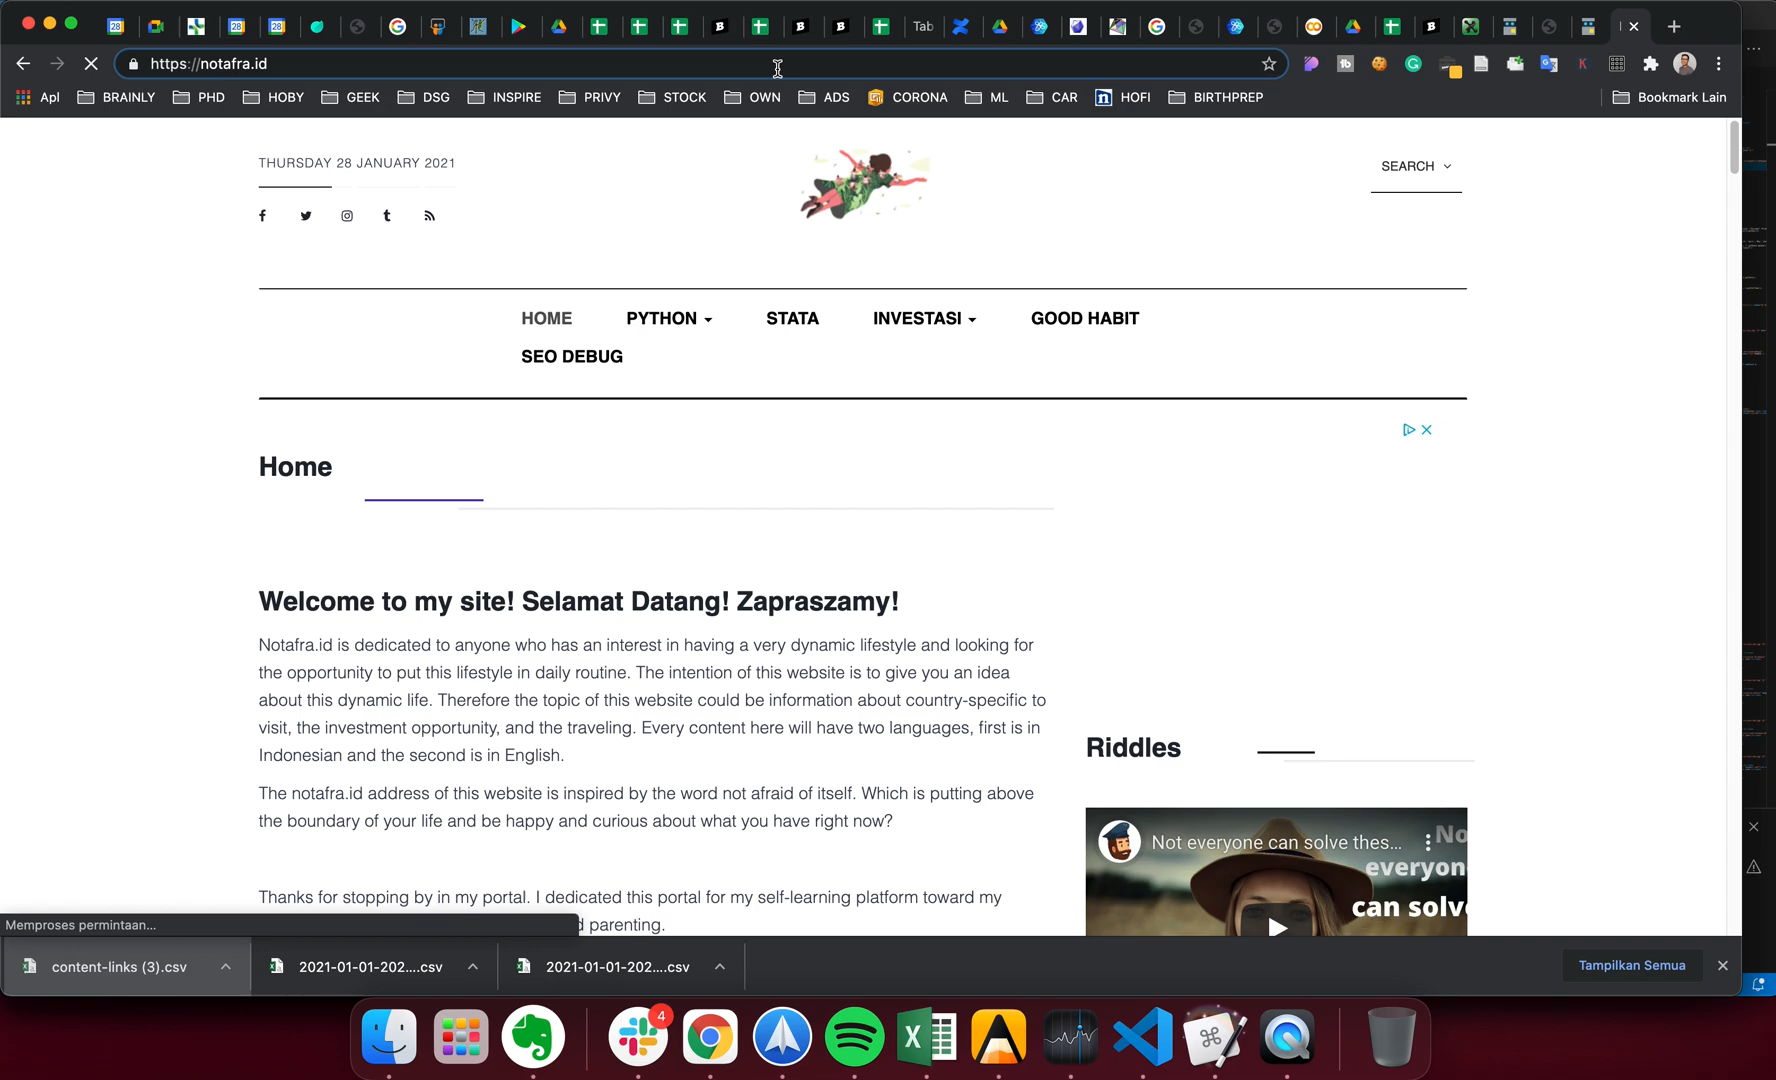 28
28
28
Tab
https://notafra.id
Apl BRAINLY PHD HOBY GEEK DSG INSPIRE PRIVY STOCK OWN ADS CORONA ML CAR HOFI BIRTHPREP Bookmark Lain
THURSDAY 28 JANUARY 2021
SEARCH
HOME PYTHON STATA INVESTASI GOOD HABIT
SEO DEBUG
Home
Welcome to my site! Selamat Datang! Zapraszamy!
Notafra.id is dedicated to anyone who has an interest in having a very dynamic lifestyle and looking for
the opportunity to put this lifestyle in daily routine. The intention of this website is to give you an idea
about this dynamic life. Therefore the topic of this website could be information about country-specific to
visit, the investment opportunity, and the traveling. Every content here will have two languages, first is in
Indonesian and the second is in English.
The notafra.id address of this website is inspired by the word not afraid of itself. Which is putting above
the boundary of your life and be happy and curious about what you have right now?
Thanks for stopping by in my portal. I dedicated this portal for my self-learning platform toward my
d parenting.
Riddles
Not everyone can solve thes...
No
everyone
can solv
Memproses permintaan...
content-links (3).csv 2021-01-01-202....csv 2021-01-01-202....csv Tampilkan Semua
4